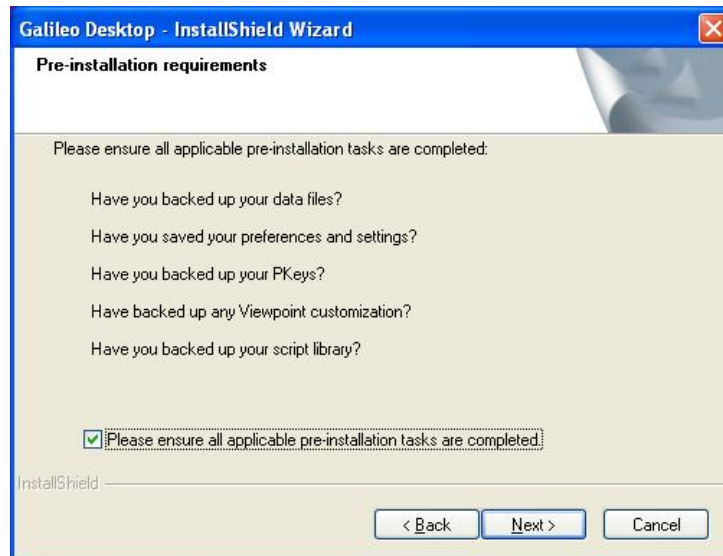 Galileo Desktop - InstallShield Wizard
Pre-installation requirements
Please ensure all applicable pre-installation tasks are completed:
Have you backed up your data files?
Have you saved your preferences and settings?
Have you backed up your PKeys?
Have backed up any Viewpoint customization?
Have you backed up your script library?
Please ensure all applicable pre-installation tasks are completed.
InstallShield
< Back Next > Cancel